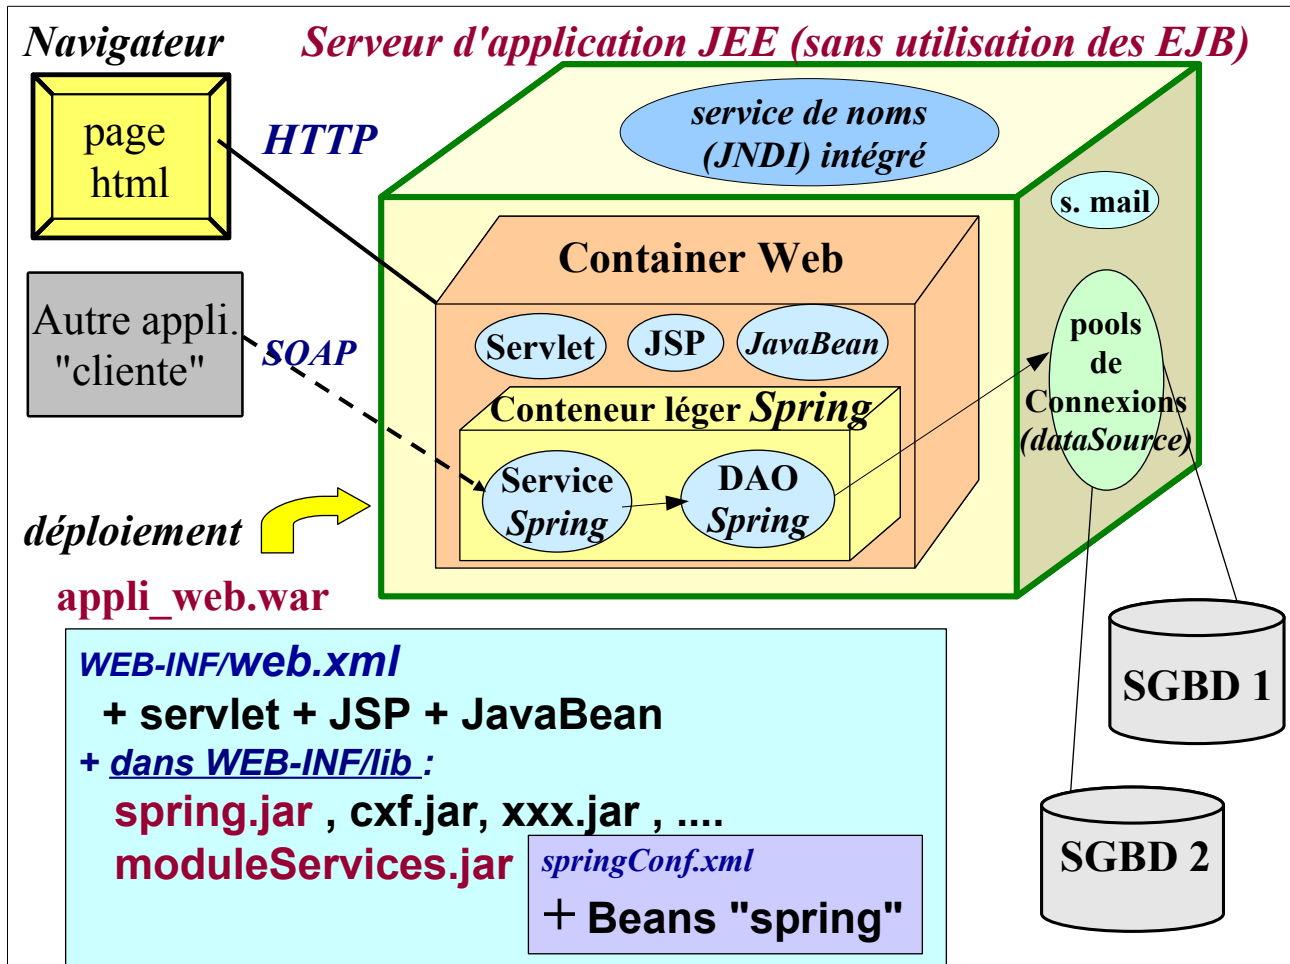 Navigateur
Serveur d'application JEE (sans utilisation des EJB)
page
html
HTTP
service de noms
(JNDI) intégré
s. mail
Container Web
Autre appli.
"cliente"
SOAP
Servlet
JSP
JavaBean
pools
de
Connexions
(dataSource)
Conteneur léger Spring
Service
Spring
DAO
Spring
déploiement
appli_web.war
SGBD 1
SGBD 2
WEB-INF/web.xml
+ servlet + JSP + JavaBean
+ dans WEB-INF/lib :
spring.jar , cxf.jar, xxx.jar , ....
moduleServices.jar
springConf.xml
+ Beans "spring"